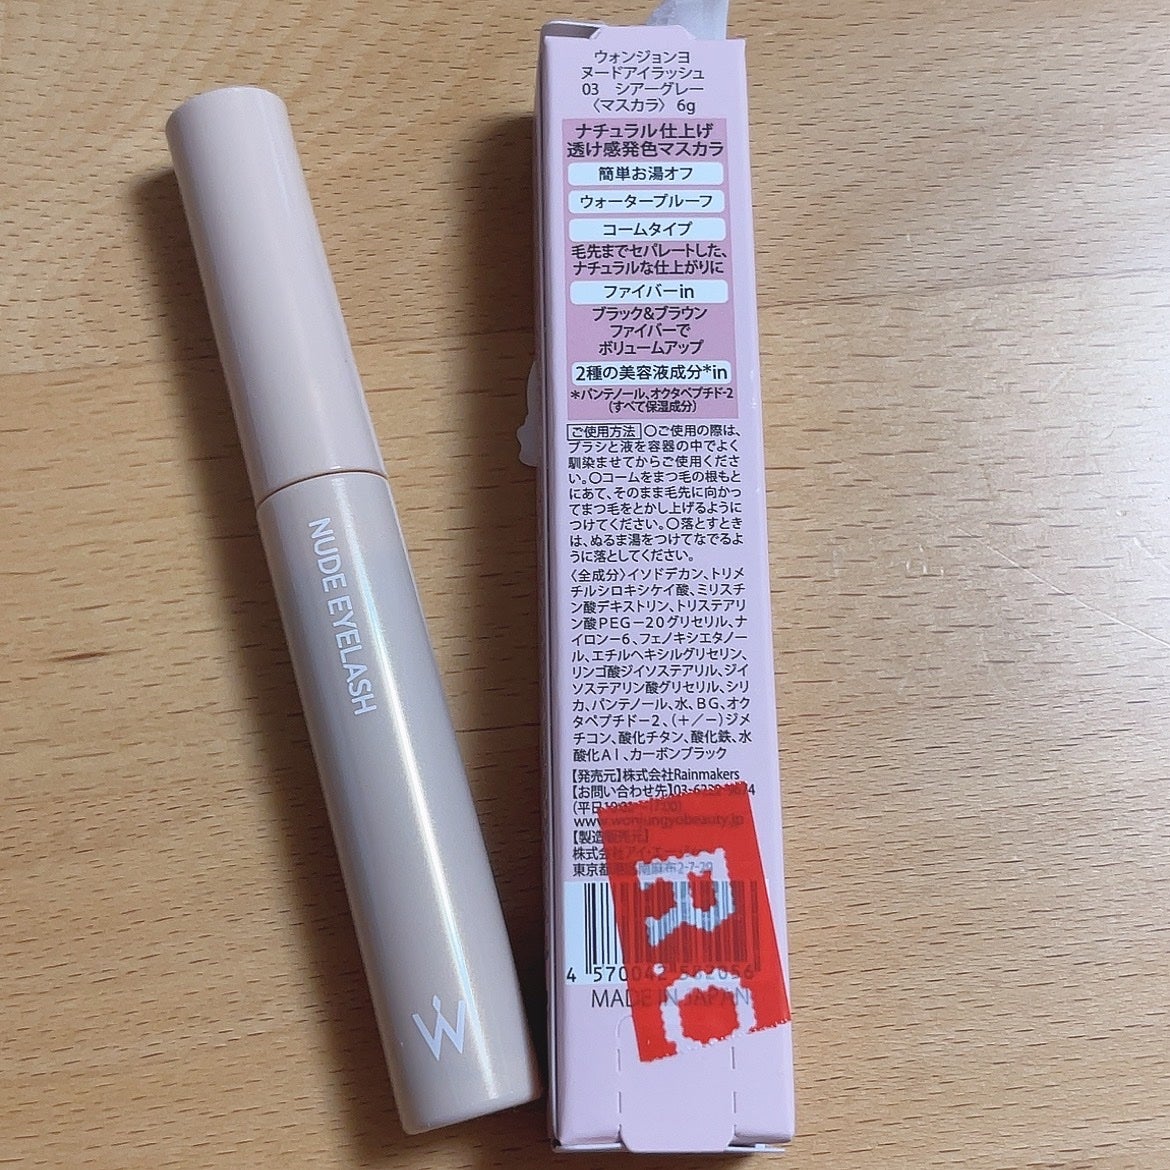 NUDE EYELASH
W
ウォンジョンヨ
ヌードアイラッシュ
03　シアーグレー
〈マスカラ〉 6g
ナチュラル仕上げ
透け感発色マスカラ
簡単お湯オフ
ウォータープルーフ
コームタイプ
毛先までセパレートした、
ナチュラルな仕上がりに
ファイバーin
ブラック&ブラウン
ファイバーで
ボリュームアップ
2種の美容液成分*in
*パンテノール、オクタペプチド-2
(すべて保湿成分)
ご使用方法 〇ご使用の際は、
ブラシと液を容器の中でよく
馴染ませてからご使用くださ
い。〇コームをまつ毛の根もと
にあて、そのまま毛先に向かっ
てまつ毛をとかし上げるように
つけてください。〇落とすとき
は、ぬるま湯をつけてなでるよ
うに落としてください。
〈全成分〉イソドデカン、トリメ
チルシロキシケイ酸、ミリスチ
ン酸デキストリン、トリステアリ
ン酸PEG－20グリセリル、ナ
イロン－6、フェノキシエタノー
ル、エチルヘキシルグリセリン、
リンゴ酸ジイソステアリル、ジイ
ソステアリン酸グリセリル、シリ
カ、パンテノール、水、BG、オク
タペプチド－2、(＋／－)ジメ
チコン、酸化チタン、酸化鉄、水
酸化Al、カーボンブラック
【発売元】株式会社Rainmakers
【お問い合わせ先】03-
(平日
www.wonjungyobeauty.jp
【製造販売元】
株式会社
東京都港区南麻布2-7-29
4 570042
MADE IN JAPAN
R